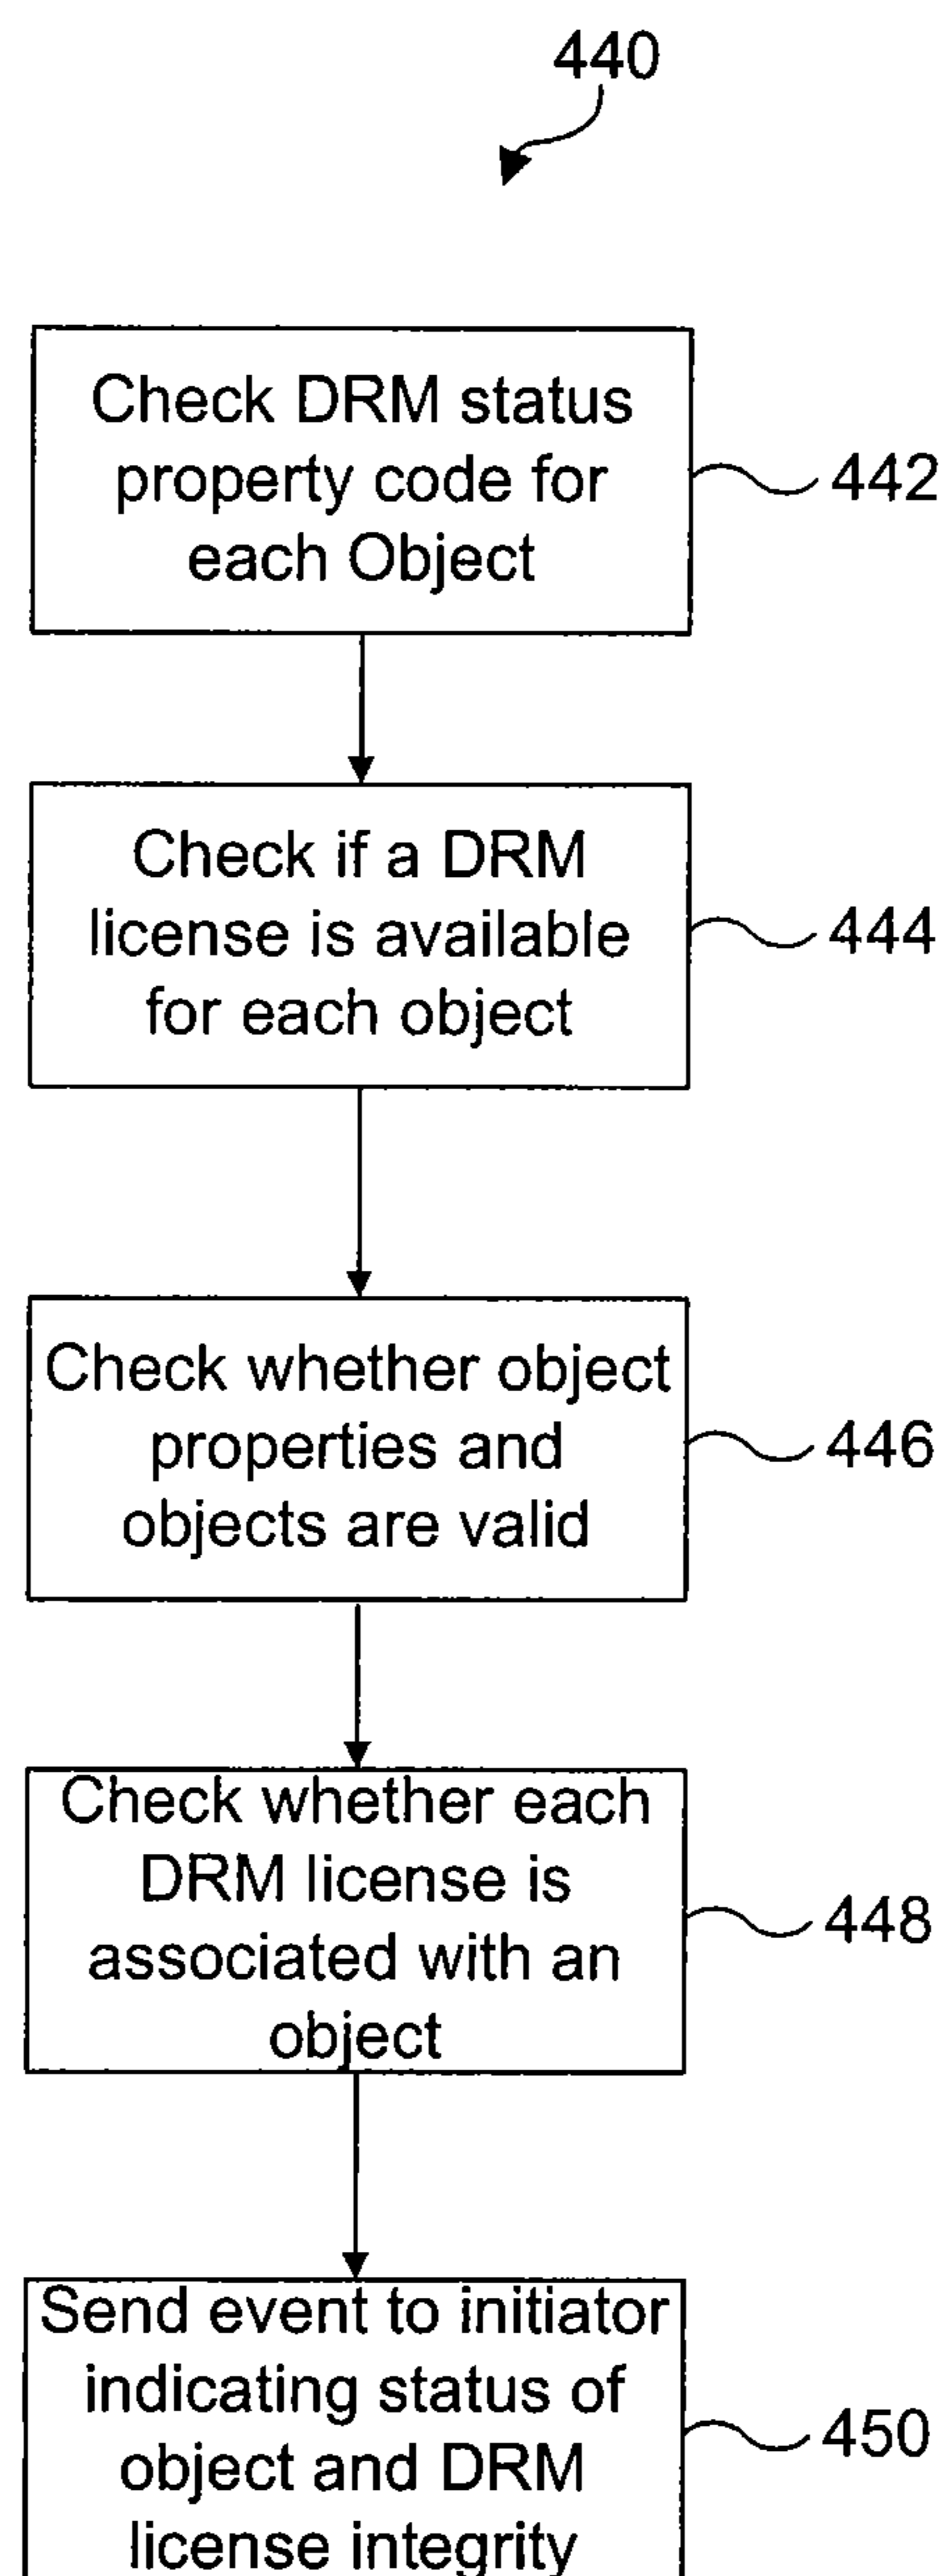 440
Check DRM status
property code for
each Object
442
Check if a DRM
license is available
for each object
444
Check whether object
properties and
objects are valid
446
Check whether each
DRM license is
associated with an
object
448
Send event to initiator
indicating status of
object and DRM
license integrity
450